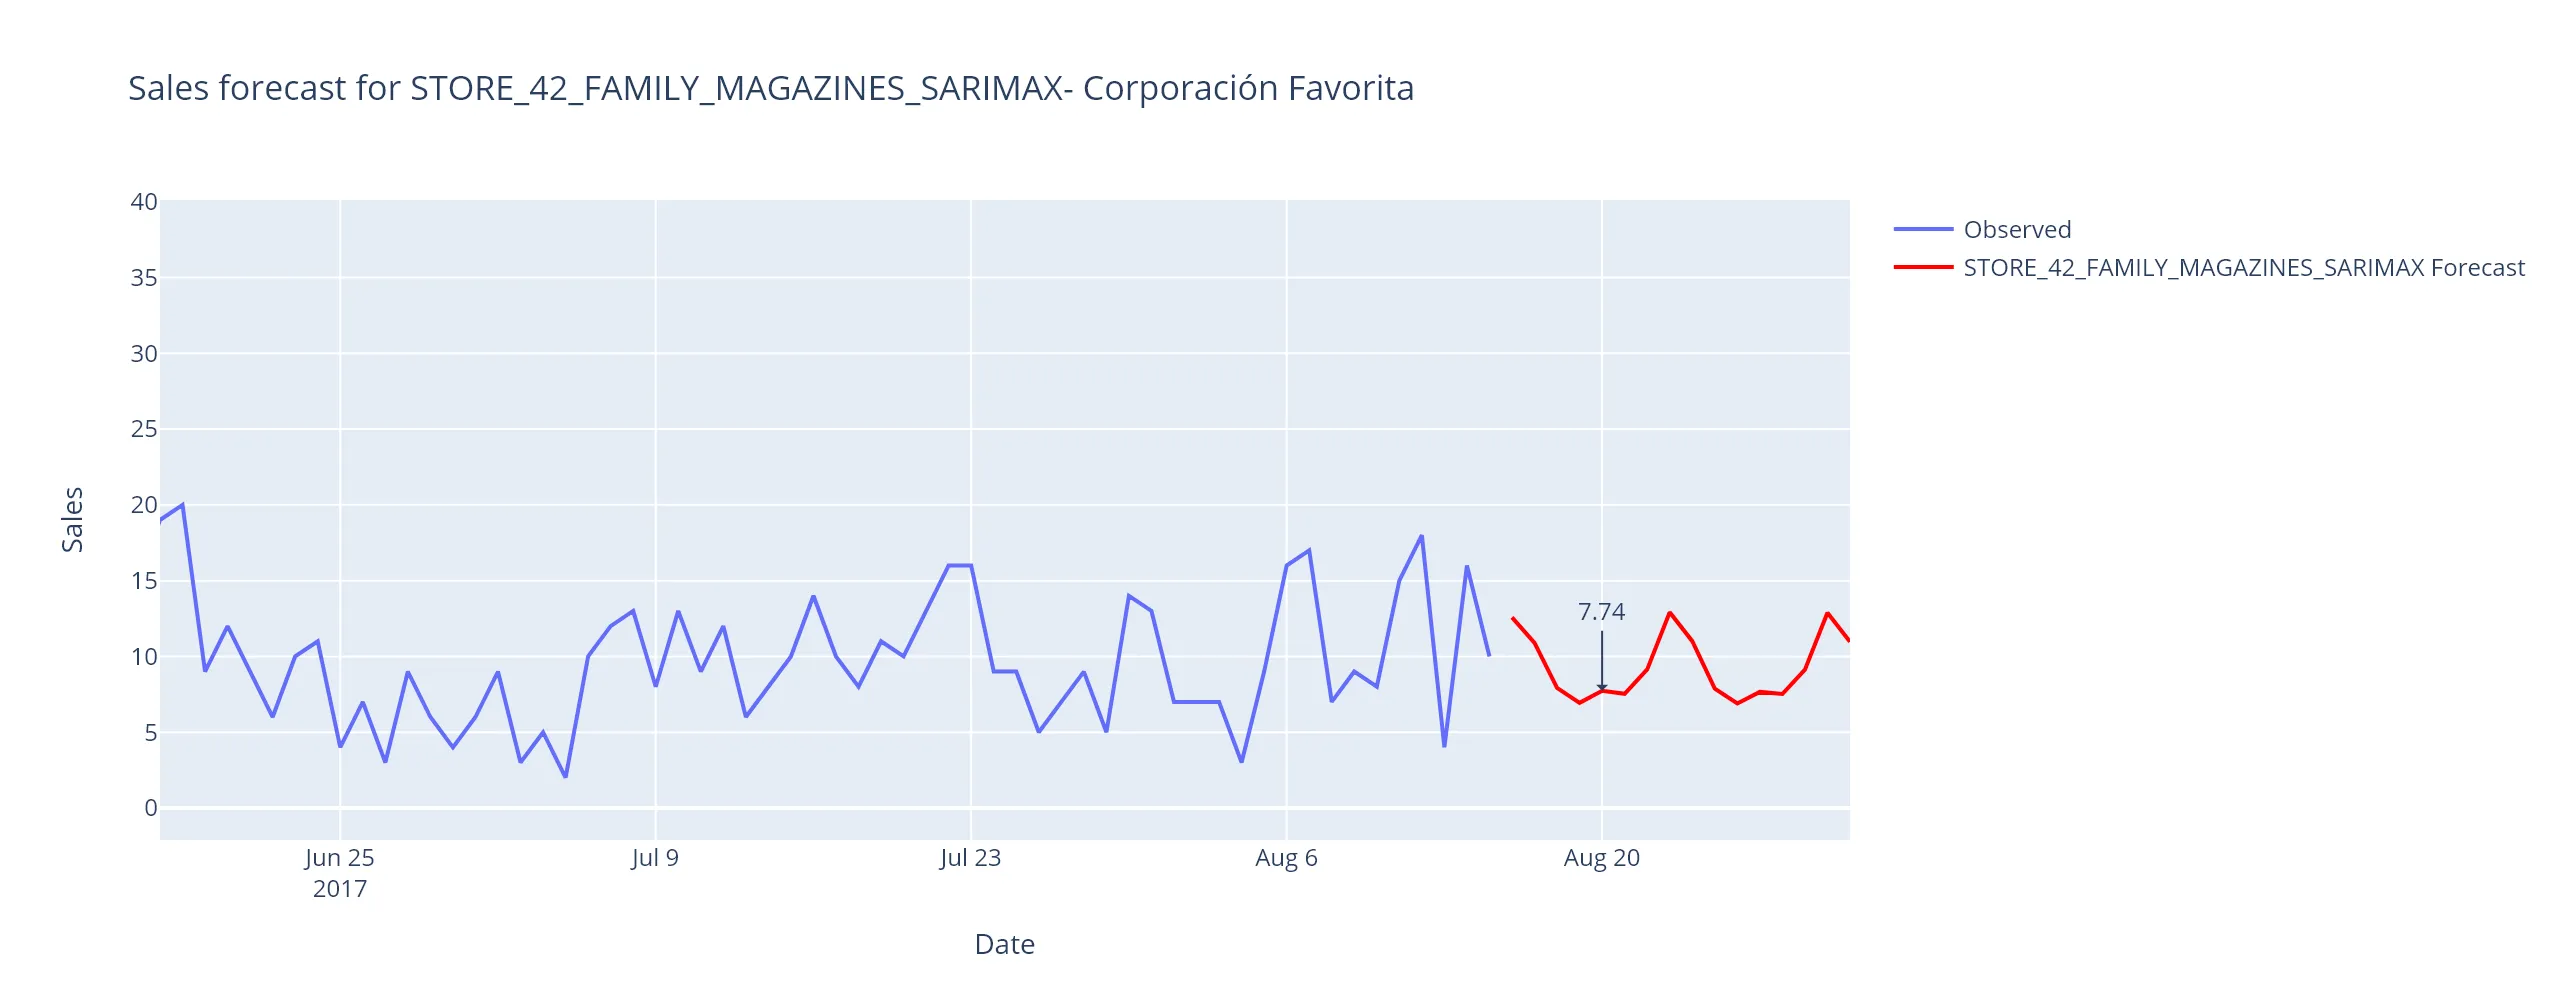 Sales forecast for STORE_42_FAMILY_MAGAZINES_SARIMAX- Corporación Favorita
40
35
30
25
20
15
10
5
0
Sales
7.74
Jun 25
2017
Jul 9
Jul 23
Aug 6
Aug 20
Date
Observed
STORE_42_FAMILY_MAGAZINES_SARIMAX Forecast